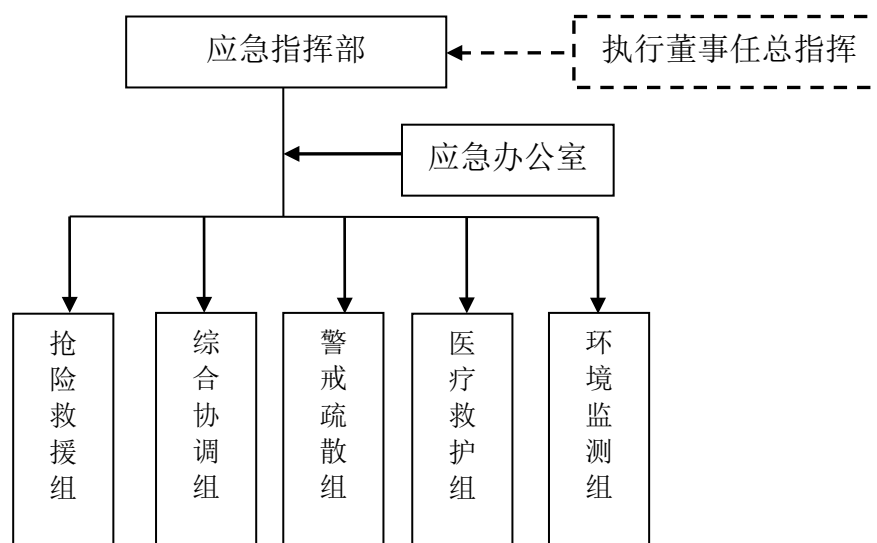 应急指挥部
执行董事任总指挥
应急办公室
抢险救援组
综合协调组
警戒疏散组
医疗救护组
环境监测组